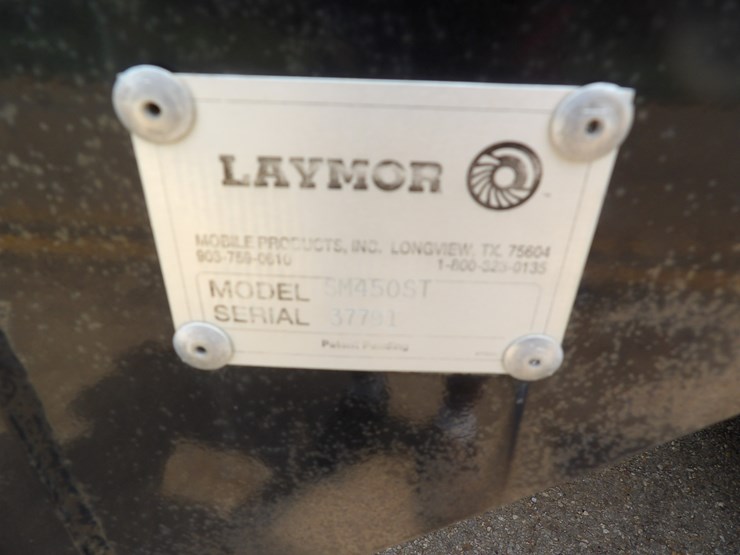 LAYMOR
MOBILE PRODUCTS, INC. LONGVIEW, TX. 75604
903-759-0610 1-800-323-0135
MODEL SM450ST
SERIAL
Patent Pending